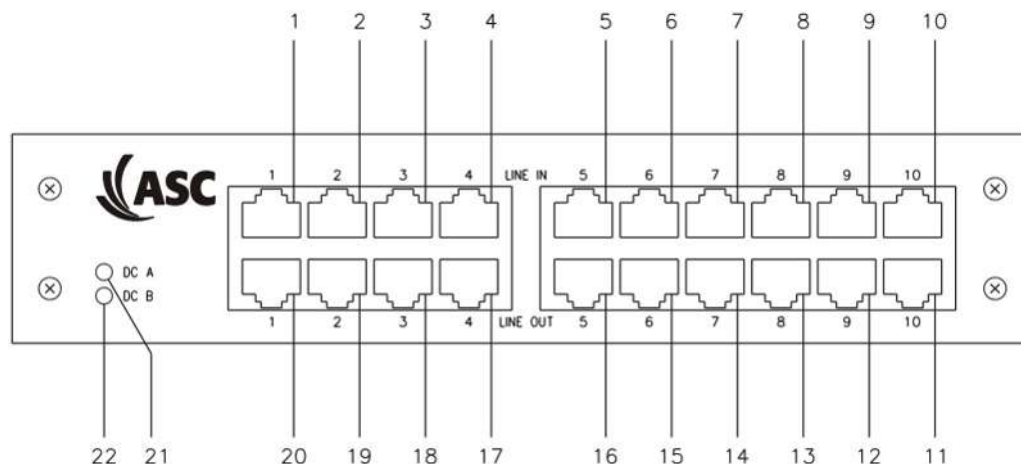 1 2 3 4 5 6 7 8 9 10
ASC
1 2 3 4 LINE IN 5 6 7 8 9 10
DC A
DC B
1 2 3 4 LINE OUT 5 6 7 8 9 10
22 21 20 19 18 17 16 15 14 13 12 11